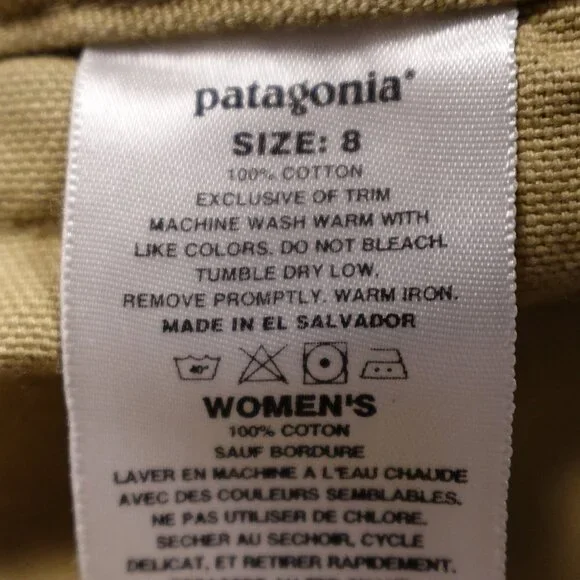 patagonia®
SIZE: 8
100% COTTON
EXCLUSIVE OF TRIM
MACHINE WASH WARM WITH
LIKE COLORS. DO NOT BLEACH.
TUMBLE DRY LOW.
REMOVE PROMPTLY. WARM IRON.
MADE IN EL SALVADOR
40°
WOMEN'S
100% COTON
SAUF BORDURE
LAVER EN MACHINE A L'EAU CHAUDE
AVEC DES COULEURS SEMBLABLES.
NE PAS UTILISER DE CHLORE.
SECHER AU SECHOIR, CYCLE
DELICAT, ET RETIRER RAPIDEMENT.